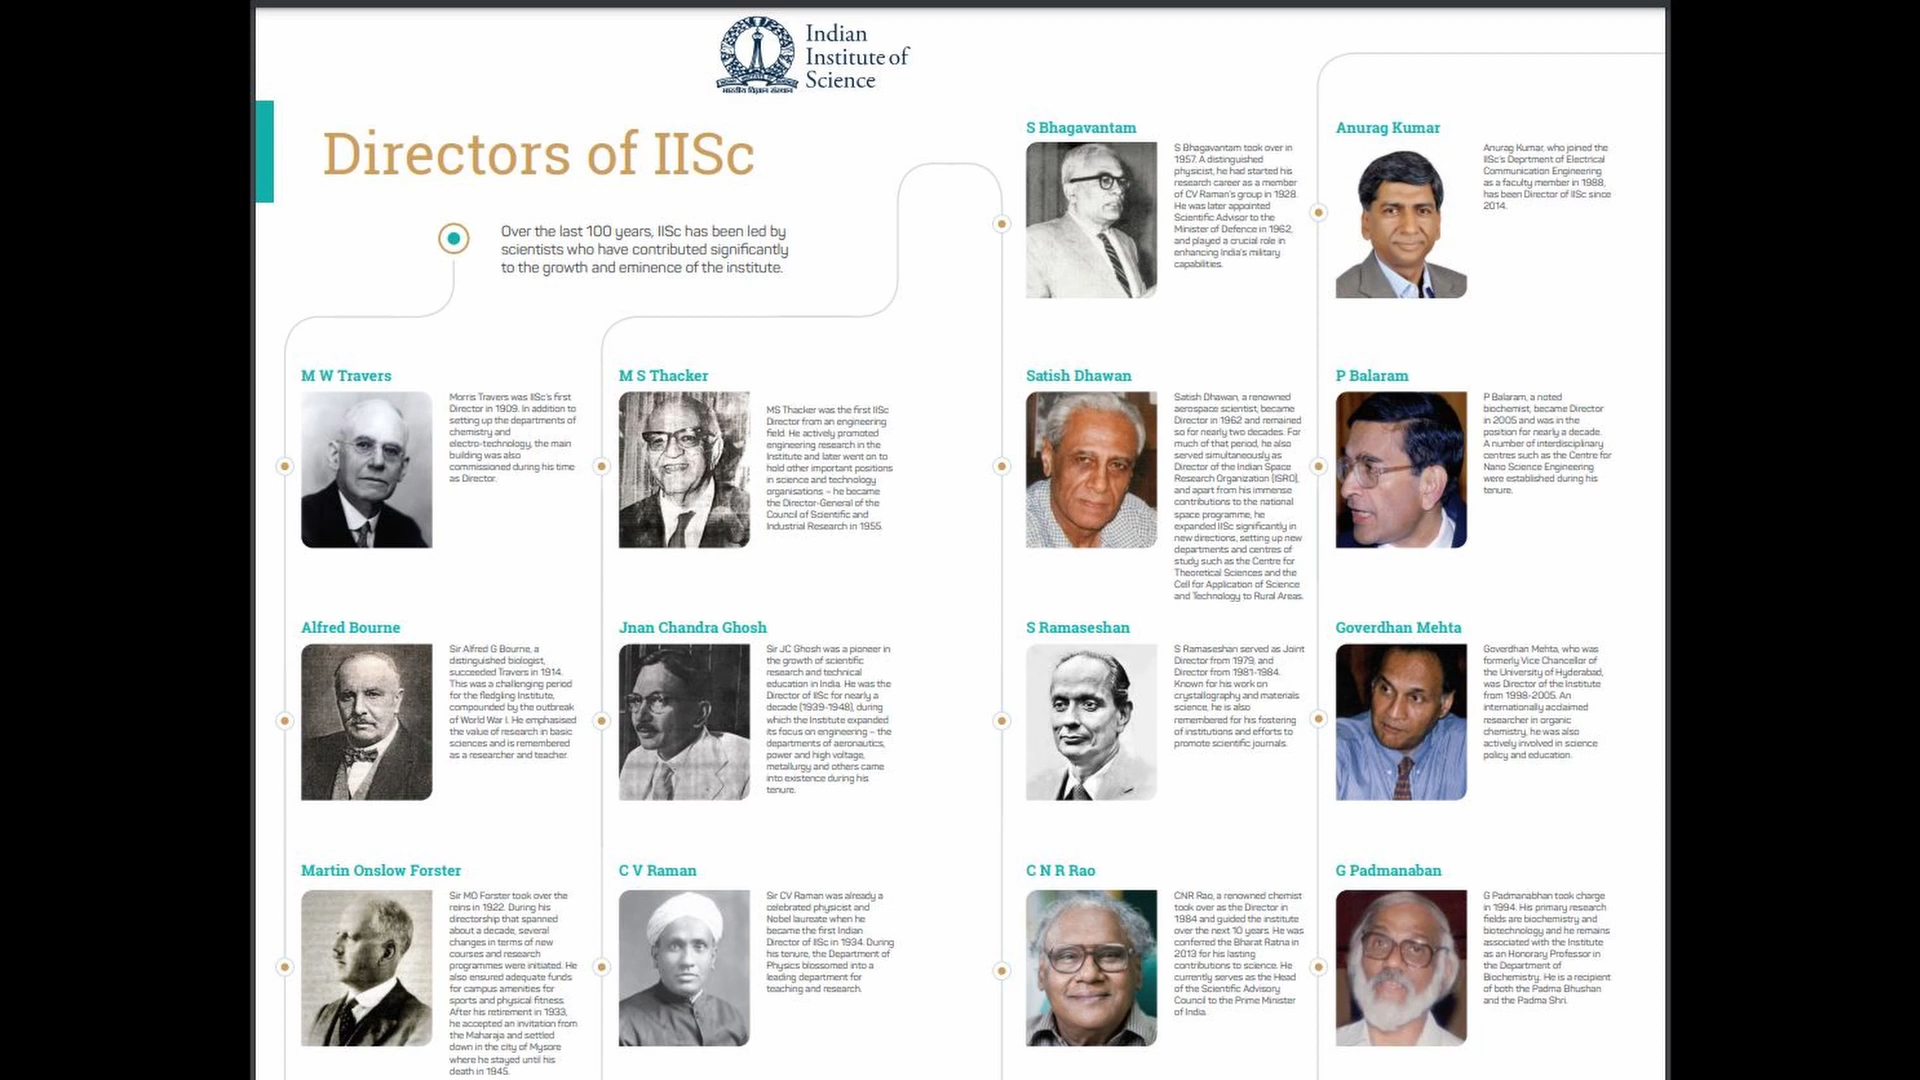 Indian
Institute of
Science
भारतीय विज्ञान संस्थान
Directors of IISc
Over the last 100 years, IISc has been led by
scientists who have contributed significantly
to the growth and eminence of the institute.
M W Travers
Morris Travers was IISc's first
Director in 1909. In addition to
setting up the departments of
chemistry and
electro-technology, the main
building was also
commissioned during his time
as Director.
Alfred Bourne
Sir Alfred G Bourne, a
distinguished biologist,
succeeded Travers in 1914.
This was a challenging period
for the fledgling Institute,
compounded by the outbreak
of World War I. He emphasised
the value of research in basic
sciences and is remembered
as a researcher and teacher.
Martin Onslow Forster
Sir MO Forster took over the
reins in 1922. During his
directorship that spanned
about a decade, several
changes in terms of new
courses and research
programmes were initiated. He
also ensured adequate funds
for campus amenities for
sports and physical fitness.
After his retirement in 1933,
he accepted an invitation from
the Maharaja and settled
down in the city of Mysore
where he stayed until his
death in 1945.
M S Thacker
MS Thacker was the first IISc
Director from an engineering
field. He actively promoted
engineering research in the
Institute and later went on to
hold other important positions
in science and technology
organisations – he became
the Director-General of the
Council of Scientific and
Industrial Research in 1955.
Jnan Chandra Ghosh
Sir JC Ghosh was a pioneer in
the growth of scientific
research and technical
education in India. He was the
Director of IISc for nearly a
decade (1939-1948), during
which the Institute expanded
its focus on engineering – the
departments of aeronautics,
power and high voltage,
metallurgy and others came
into existence during his
tenure.
C V Raman
Sir CV Raman was already a
celebrated physicist and
Nobel laureate when he
became the first Indian
Director of IISc in 1934. During
his tenure, the Department of
Physics blossomed into a
leading department for
teaching and research.
S Bhagavantam
S Bhagavantam took over in
1957. A distinguished
physicist, he had started his
research career as a member
of CV Raman's group in 1928.
He was later appointed
Scientific Advisor to the
Minister of Defence in 1962,
and played a crucial role in
enhancing India's military
capabilities.
Satish Dhawan
Satish Dhawan, a renowned
aerospace scientist, became
Director in 1962 and remained
so for nearly two decades. For
much of that period, he also
served simultaneously as
Director of the Indian Space
Research Organization (ISRO),
and apart from his immense
contributions to the national
space programme, he
expanded IISc significantly in
new directions, setting up new
departments and centres of
study such as the Centre for
Theoretical Sciences and the
Cell for Application of Science
and Technology to Rural Areas.
S Ramaseshan
S Ramaseshan served as Joint
Director from 1979, and
Director from 1981-1984.
Known for his work on
crystallography and materials
science, he is also
remembered for his fostering
of institutions and efforts to
promote scientific journals.
C N R Rao
CNR Rao, a renowned chemist
took over as the Director in
1984 and guided the institute
over the next 10 years. He was
conferred the Bharat Ratna in
2013 for his lasting
contributions to science. He
currently serves as the Head
of the Scientific Advisory
Council to the Prime Minister
of India.
Anurag Kumar
Anurag Kumar, who joined the
IISc's Deprtment of Electrical
Communication Engineering
as a faculty member in 1988,
has been Director of IISc since
2014.
P Balaram
P Balaram, a noted
biochemist, became Director
in 2005 and was in the
position for nearly a decade.
A number of interdisciplinary
centres such as the Centre for
Nano Science Engineering
were established during his
tenure.
Goverdhan Mehta
Goverdhan Mehta, who was
formerly Vice Chancellor of
the University of Hyderabad,
was Director of the Institute
from 1998-2005. An
internationally acclaimed
researcher in organic
chemistry, he was also
actively involved in science
policy and education.
G Padmanaban
G Padmanabhan took charge
in 1994. His primary research
fields are biochemistry and
biotechnology and he remains
associated with the Institute
as an Honorary Professor in
the Department of
Biochemistry. He is a recipient
of both the Padma Bhushan
and the Padma Shri.